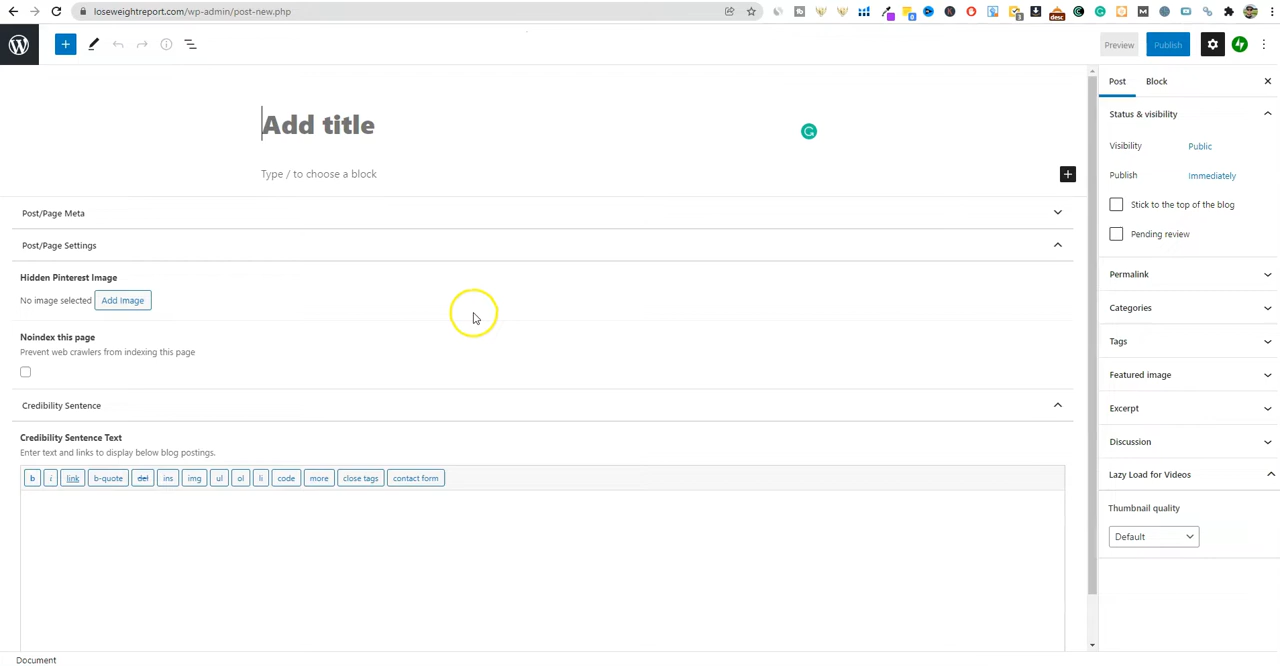 loseweightreport.com/wp-admin/post-new.php
desc
Preview
Publish
Add title
Type / to choose a block
Post/Page Meta
Post/Page Settings
Hidden Pinterest Image
No image selected Add Image
Noindex this page
Prevent web crawlers from indexing this page
Credibility Sentence
Credibility Sentence Text
Enter text and links to display below blog postings.
b i link b-quote del ins img ul ol li code more close tags contact form
Document
Post Block
Status & visibility
Visibility Public
Publish Immediately
Stick to the top of the blog
Pending review
Permalink
Categories
Tags
Featured image
Excerpt
Discussion
Lazy Load for Videos
Thumbnail quality
Default